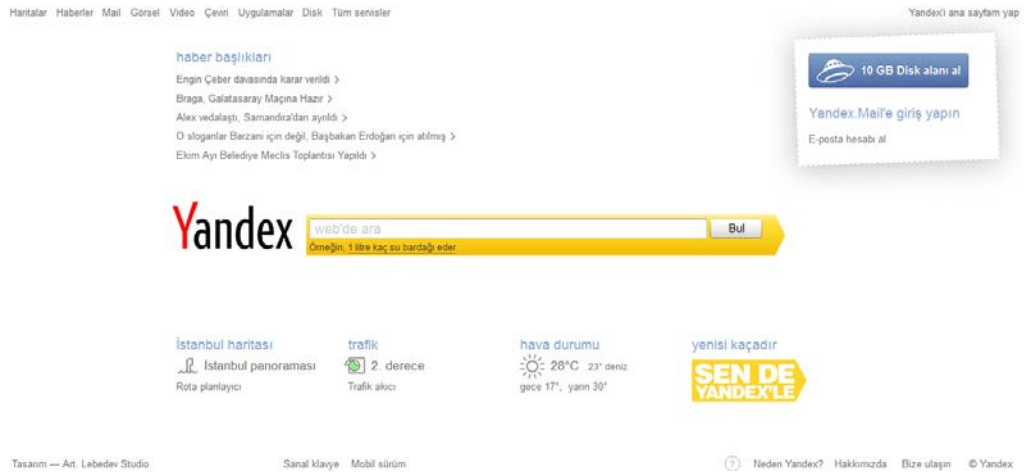 Haritalar Haberler Mail Görsel Video Çeviri Uygulamalar Disk Tüm servisler
Yandex'i ana sayfam yap
haber başlıkları
Engin Çeber davasında karar verildi >
Braga, Galatasaray Maçına Hazır >
Alex vedalaştı, Samandıra'dan ayrıldı >
O sloganlar Barzani için değil, Başbakan Erdoğan için atılmış >
Ekim Ayı Belediye Meclis Toplantısı Yapıldı >
10 GB Disk alanı al
Yandex.Mail'e giriş yapın
E-posta hesabı al
Yandex
web'de ara
Bul
Örneğin, 1 litre kaç su bardağı eder
İstanbul haritası
İstanbul panoraması
Rota planlayıcı
trafik
2. derece
Trafik akıcı
hava durumu
28°C 23° deniz
gece 17°, yarın 30°
yenisi kaçadır
SEN DE
YANDEX'LE
Tasarım — Art. Lebedev Studio
Sanal klavye Mobil sürüm
? Neden Yandex? Hakkımızda Bize ulaşın © Yandex